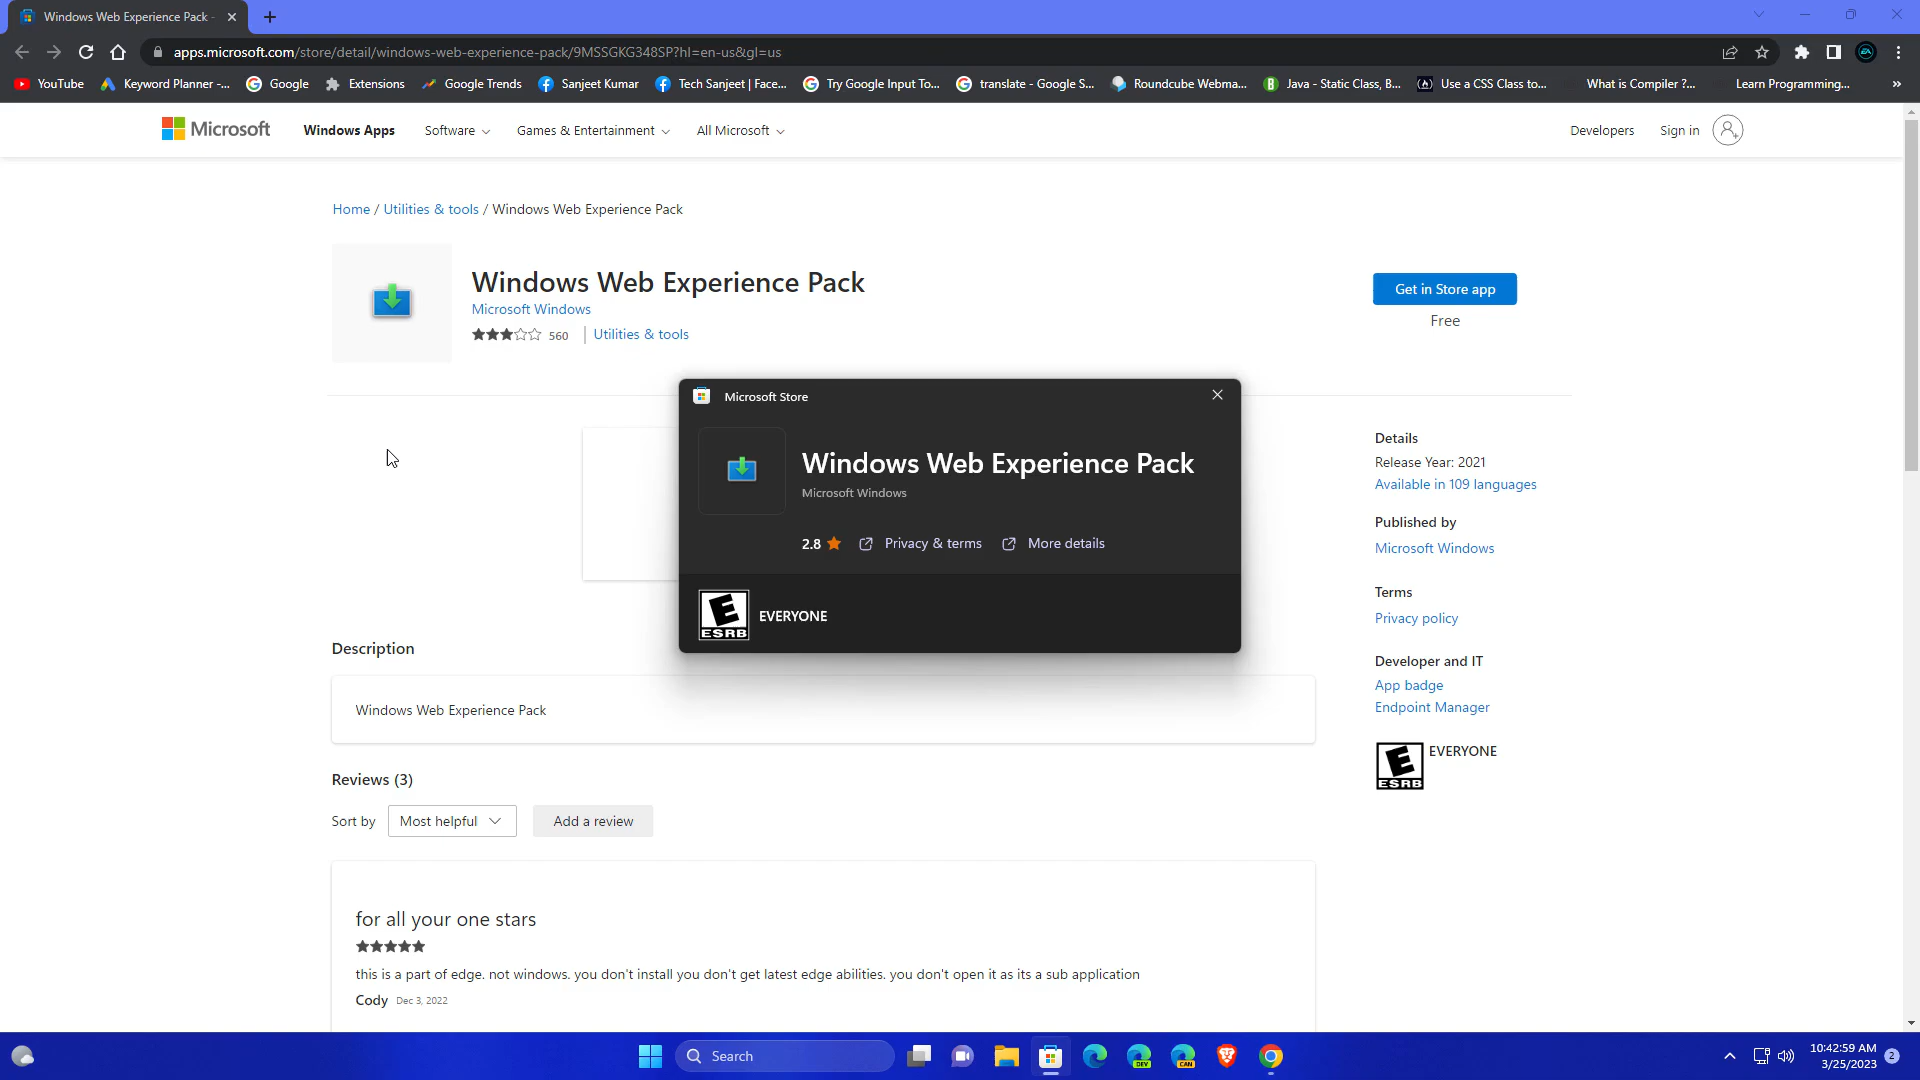 Windows Web Experience Pack -
apps.microsoft.com/store/detail/windows-web-experience-pack/9MSSGKG348SP?hl=en-us&gl=us
YouTube
Keyword Planner -...
Google
Extensions
Google Trends
Sanjeet Kumar
Tech Sanjeet | Face...
Try Google Input To...
translate - Google S...
Roundcube Webma...
Java - Static Class, B...
Use a CSS Class to...
What is Compiler ?...
Learn Programming...
»
Microsoft
Windows Apps
Software
Games & Entertainment
All Microsoft
Developers
Sign in
Home / Utilities & tools / Windows Web Experience Pack
Windows Web Experience Pack
Microsoft Windows
560
Utilities & tools
Get in Store app
Free
Microsoft Store
Windows Web Experience Pack
Microsoft Windows
2.8
Privacy & terms
More details
E
ESRB
EVERYONE
Details
Release Year: 2021
Available in 109 languages
Published by
Microsoft Windows
Terms
Privacy policy
Developer and IT
App badge
Endpoint Manager
E
ESRB
EVERYONE
Description
Windows Web Experience Pack
Reviews (3)
Sort by
Most helpful
Add a review
for all your one stars
this is a part of edge. not windows. you don't install you don't get latest edge abilities. you don't open it as its a sub application
Cody Dec 3, 2022
Search
DEV
CAN
10:42:59 AM
3/25/2023
2